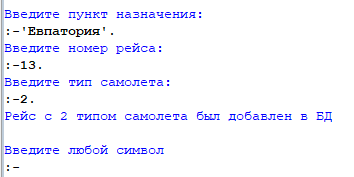 Введите пункт назначения:
:-'Евпатория'.
Введите номер рейса:
:-13.
Введите тип самолета:
:-2.
Рейс с 2 типом самолета был добавлен в БД
Введите любой символ
:-